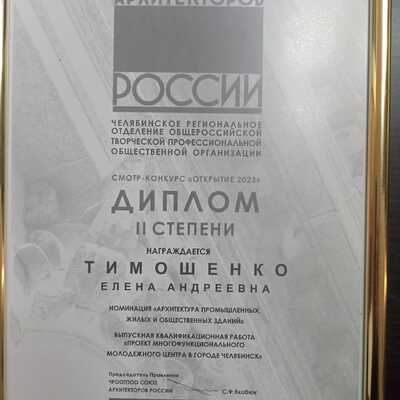 АРХИТЕКТОРОВ
РОССИИ
ЧЕЛЯБИНСКОЕ РЕГИОНАЛЬНОЕ
ОТДЕЛЕНИЕ ОБЩЕРОССИЙСКОЙ
ТВОРЧЕСКОЙ ПРОФЕССИОНАЛЬНОЙ
ОБЩЕСТВЕННОЙ ОРГАНИЗАЦИИ
СМОТР-КОНКУРС «ОТКРЫТИЕ 2023»
ДИПЛОМ
II СТЕПЕНИ
НАГРАЖДАЕТСЯ
ТИМОШЕНКО
ЕЛЕНА АНДРЕЕВНА
НОМИНАЦИЯ «АРХИТЕКТУРА ПРОМЫШЛЕННЫХ,
ЖИЛЫХ И ОБЩЕСТВЕННЫХ ЗДАНИЙ»
ВЫПУСКНАЯ КВАЛИФИКАЦИОННАЯ РАБОТА
«ПРОЕКТ МНОГОФУНКЦИОНАЛЬНОГО
МОЛОДЕЖНОГО ЦЕНТРА В ГОРОДЕ ЧЕЛЯБИНСК»
Председатель Правления
ЧРООТПОО СОЮЗ
АРХИТЕКТОРОВ РОССИИ
С.Ф.Якобюк